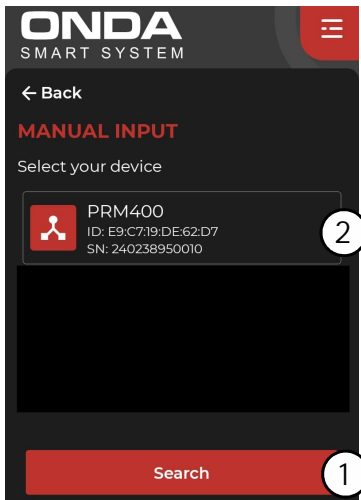 ONDA
SMART SYSTEM
← Back
MANUAL INPUT
Select your device
PRM400
ID: E9:C7:19:DE:62:D7
SN: 240238950010
2
Search
1